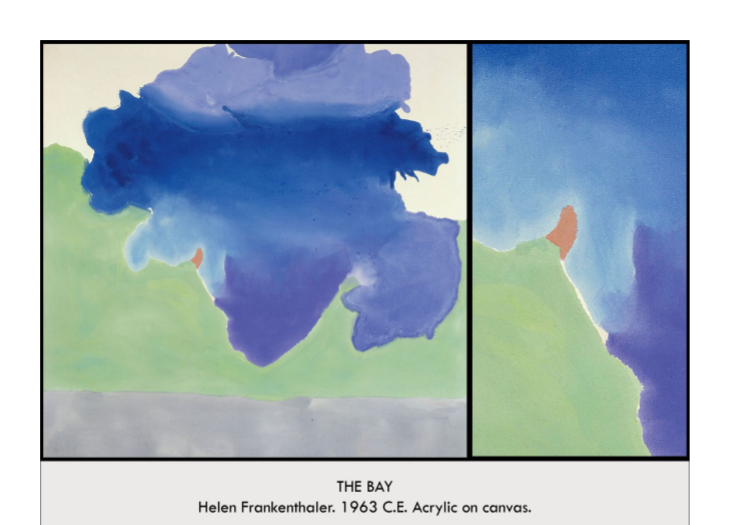 THE BAY
Helen Frankenthaler. 1963 C.E. Acrylic on canvas.